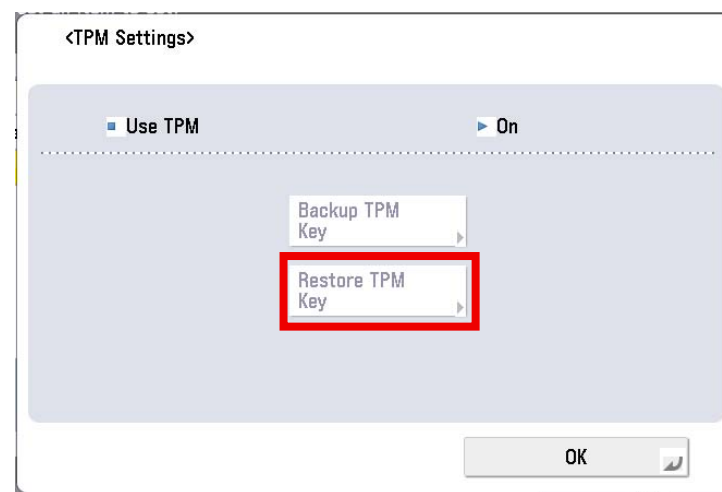 <TPM Settings>
Use TPM
On
Backup TPM
Key
Restore TPM
Key
OK